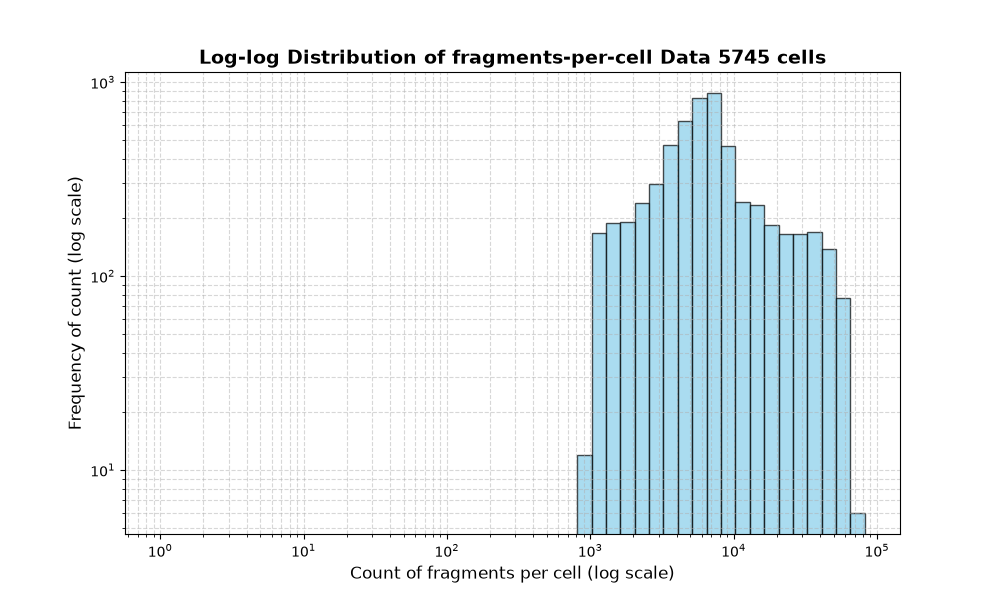 Log-log Distribution of fragments-per-cell Data 5745 cells
Frequency of count (log scale)
10³
10²
10¹
10⁰ 10¹ 10² 10³ 10⁴ 10⁵
Count of fragments per cell (log scale)